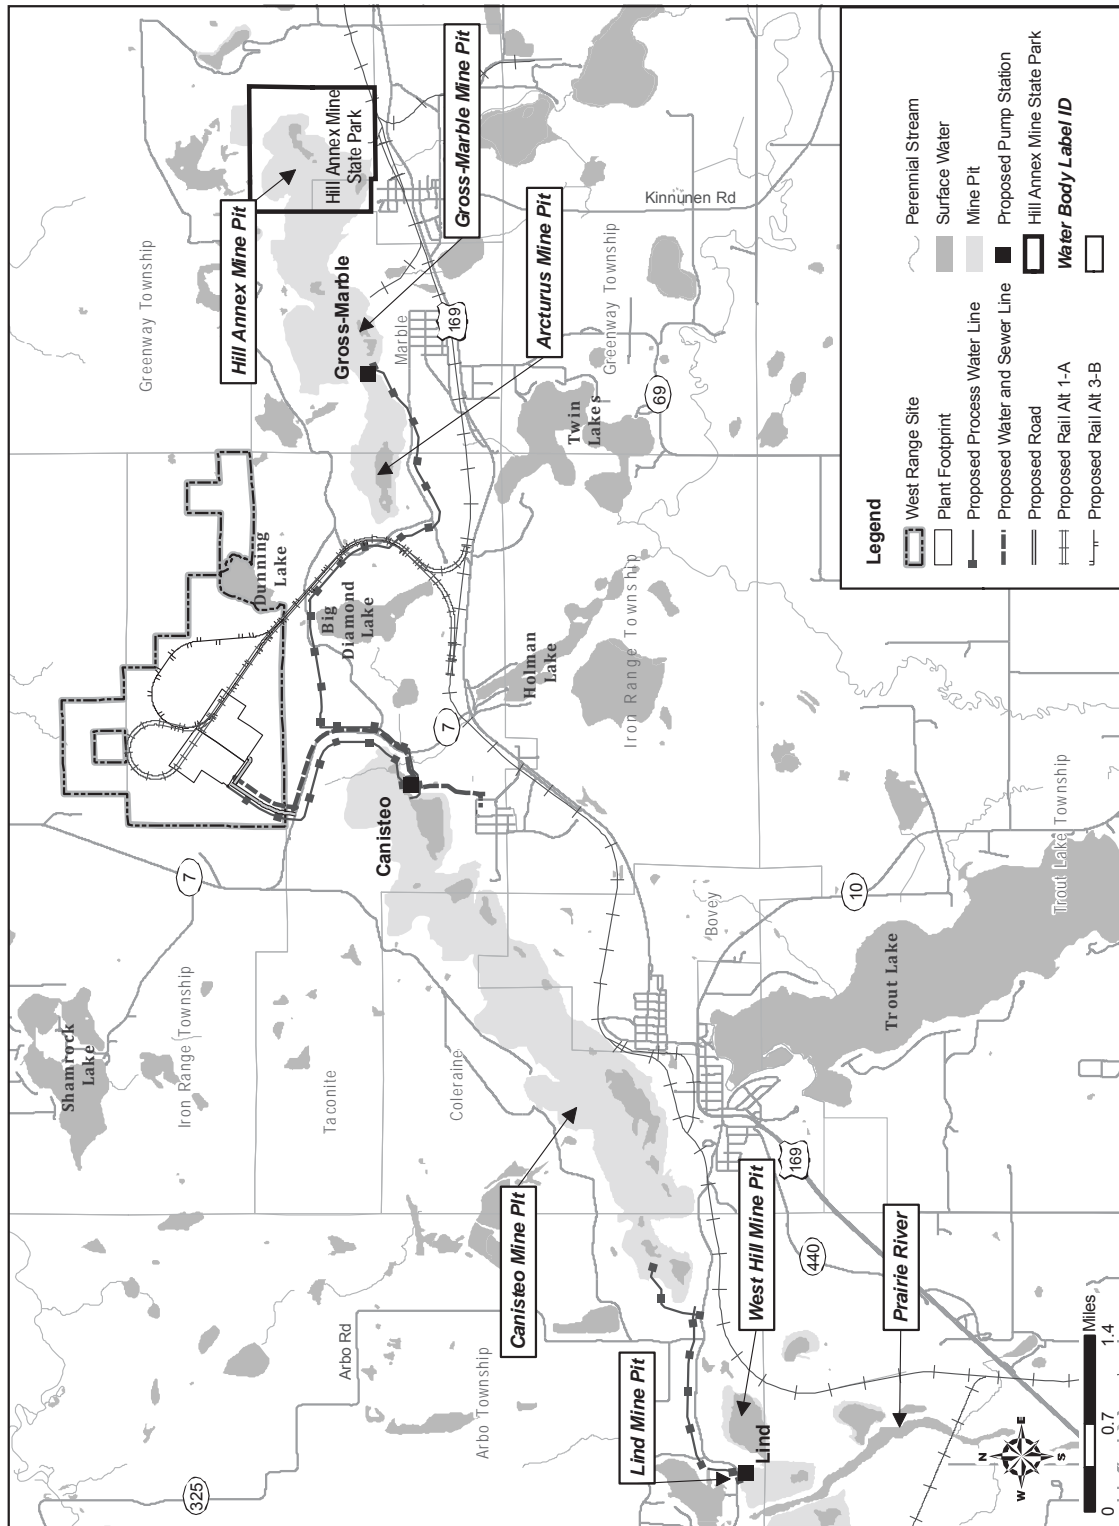 Greenway Township
Hill Annex Mine Pit
Hill Annex Mine
State Park
Gross-Marble Mine Pit
Gross-Marble
Arcturus Mine Pit
Marble
169
Kinnunen Rd
Greenway Township
69
Twin
Lakes
Dunning
Lake
Big
Diamond
Lake
Holman
Lake
Iron Range Township
7
Canisteo
7
Shamrock
Lake
Iron Range Township
Taconite
Coleraine
Bovey
10
Trout Lake
Trout Lake Township
Canisteo Mine PIt
Arbo Rd
Arbo Township
325
Lind Mine Pit
Lind
West Hill Mine Pit
169
440
Prairie River
N
E
S
W
0 0.7 1.4
Miles
Legend
West Range Site
Plant Footprint
Proposed Process Water Line
Proposed Water and Sewer Line
Proposed Road
Proposed Rail Alt 1-A
Proposed Rail Alt 3-B
Perennial Stream
Surface Water
Mine Pit
Proposed Pump Station
Hill Annex Mine State Park
Water Body Label ID